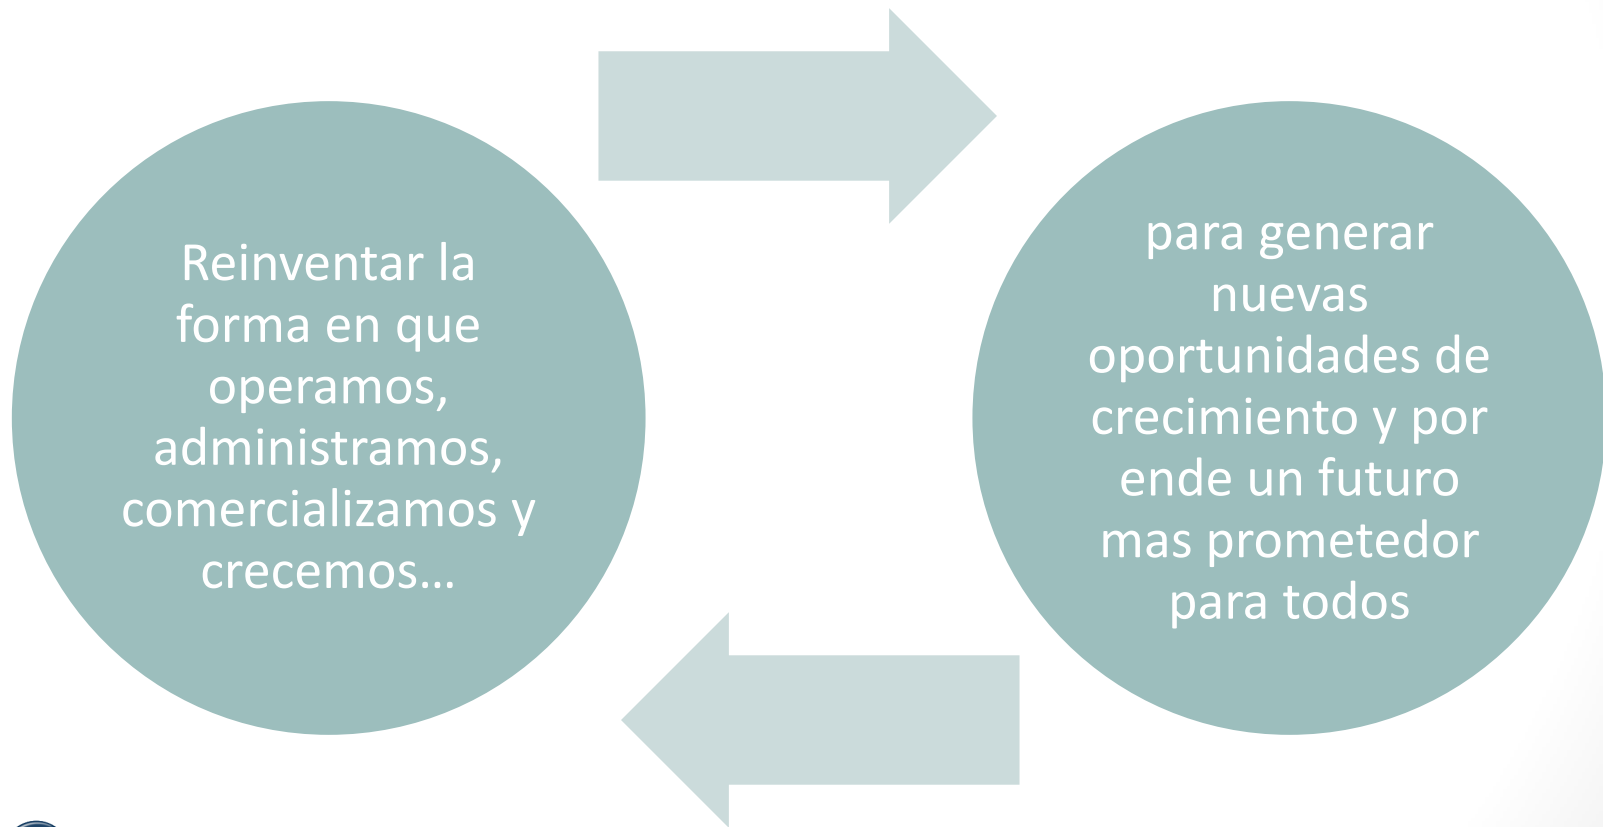 Reinventar la
forma en que
operamos,
administramos,
comercializamos y
crecemos...
para generar
nuevas
oportunidades de
crecimiento y por
ende un futuro
mas prometedor
para todos